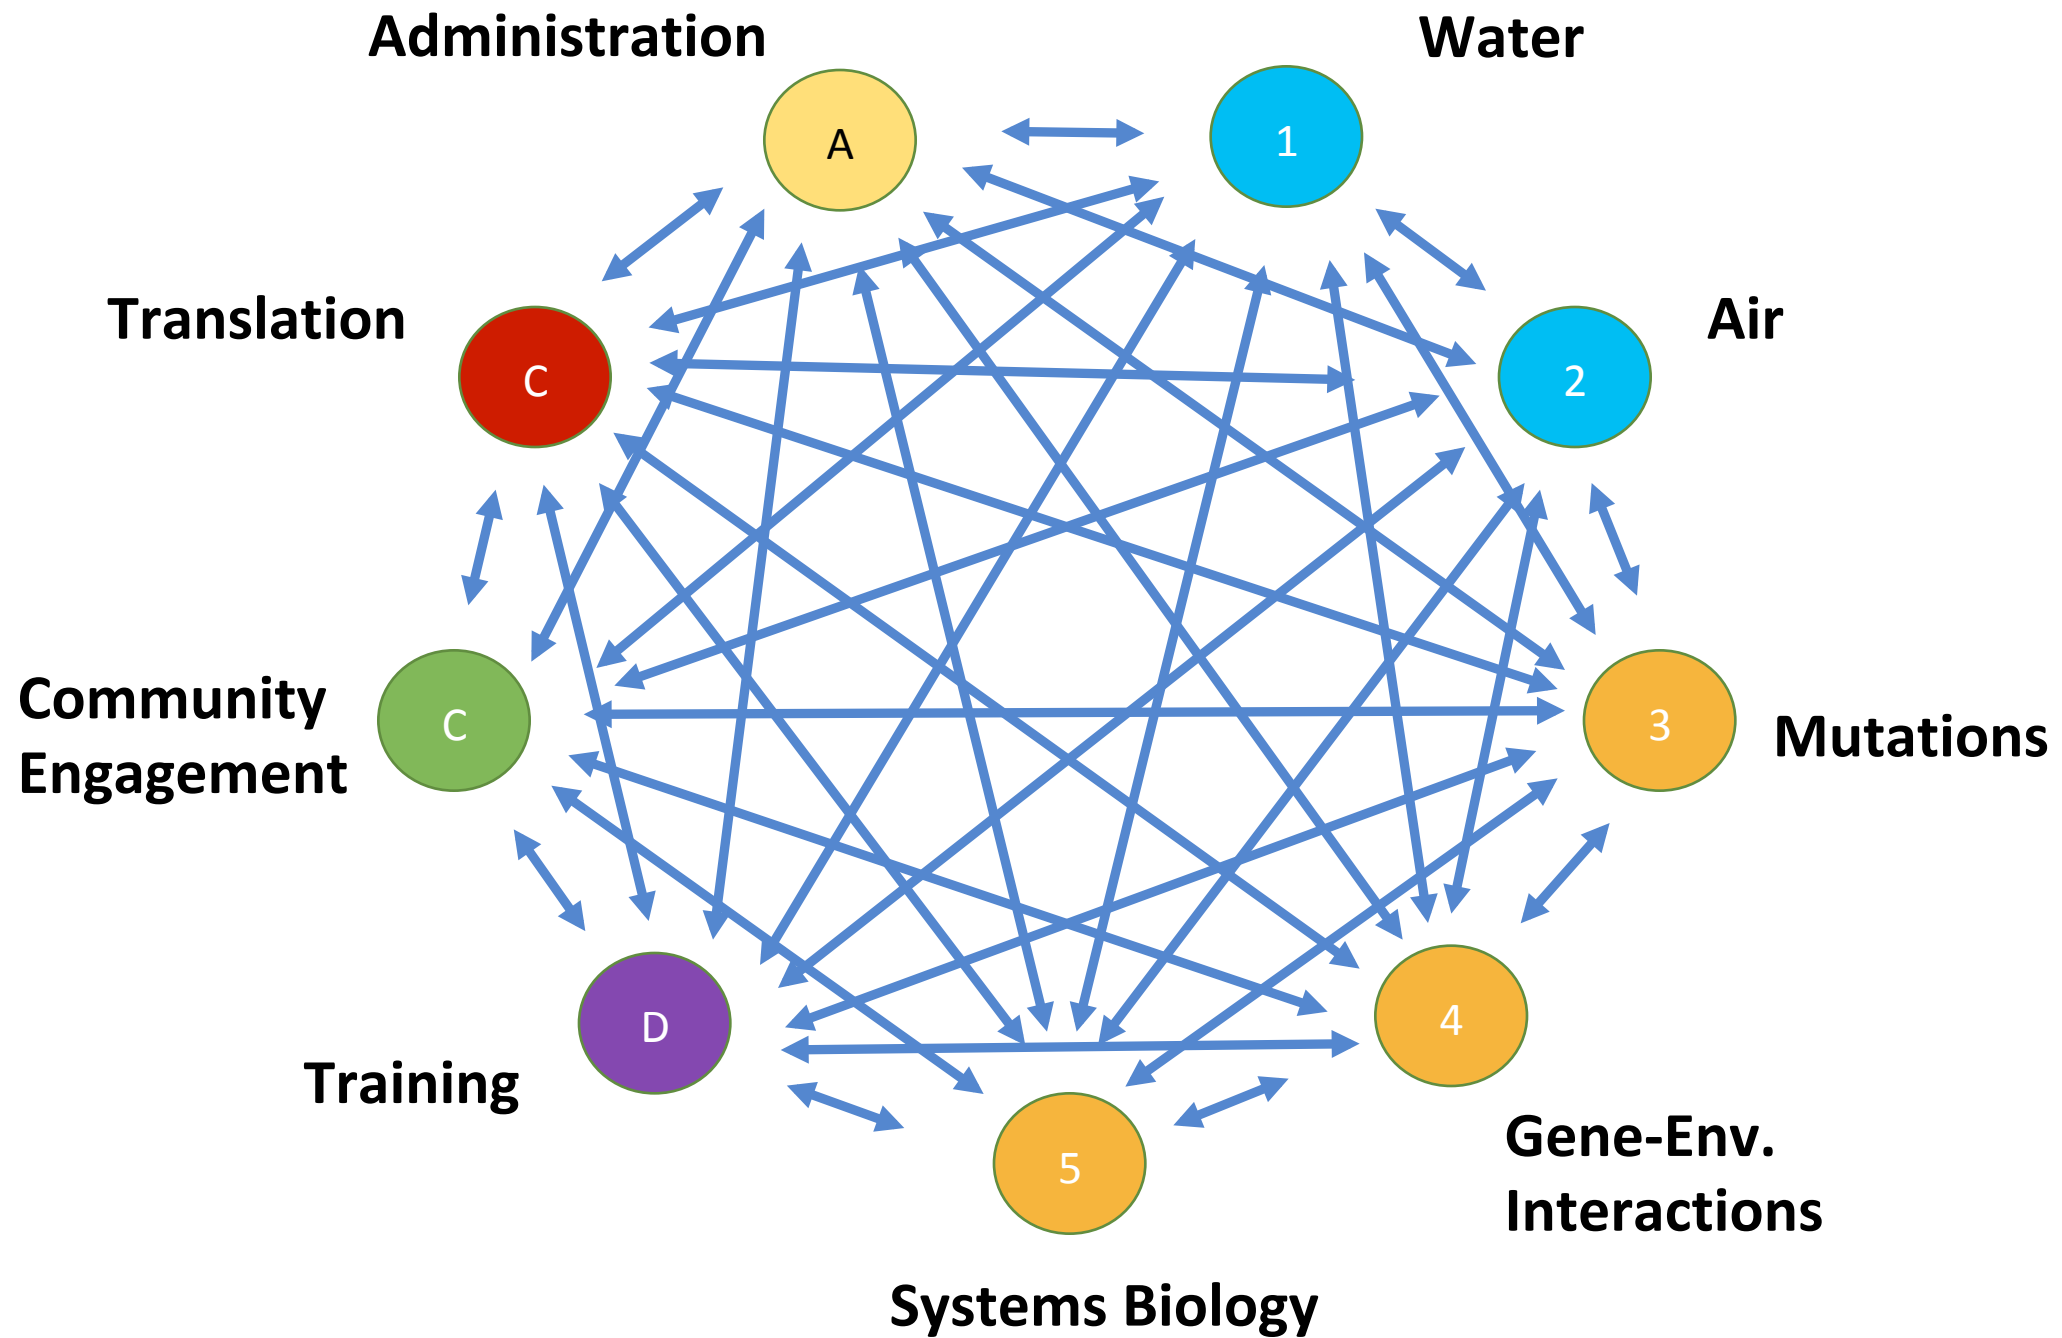 Administration
Water
A
1
Translation
Air
C
2
Community
Engagement
C
3
Mutations
D
4
Training
5
Gene-Env.
Interactions
Systems Biology